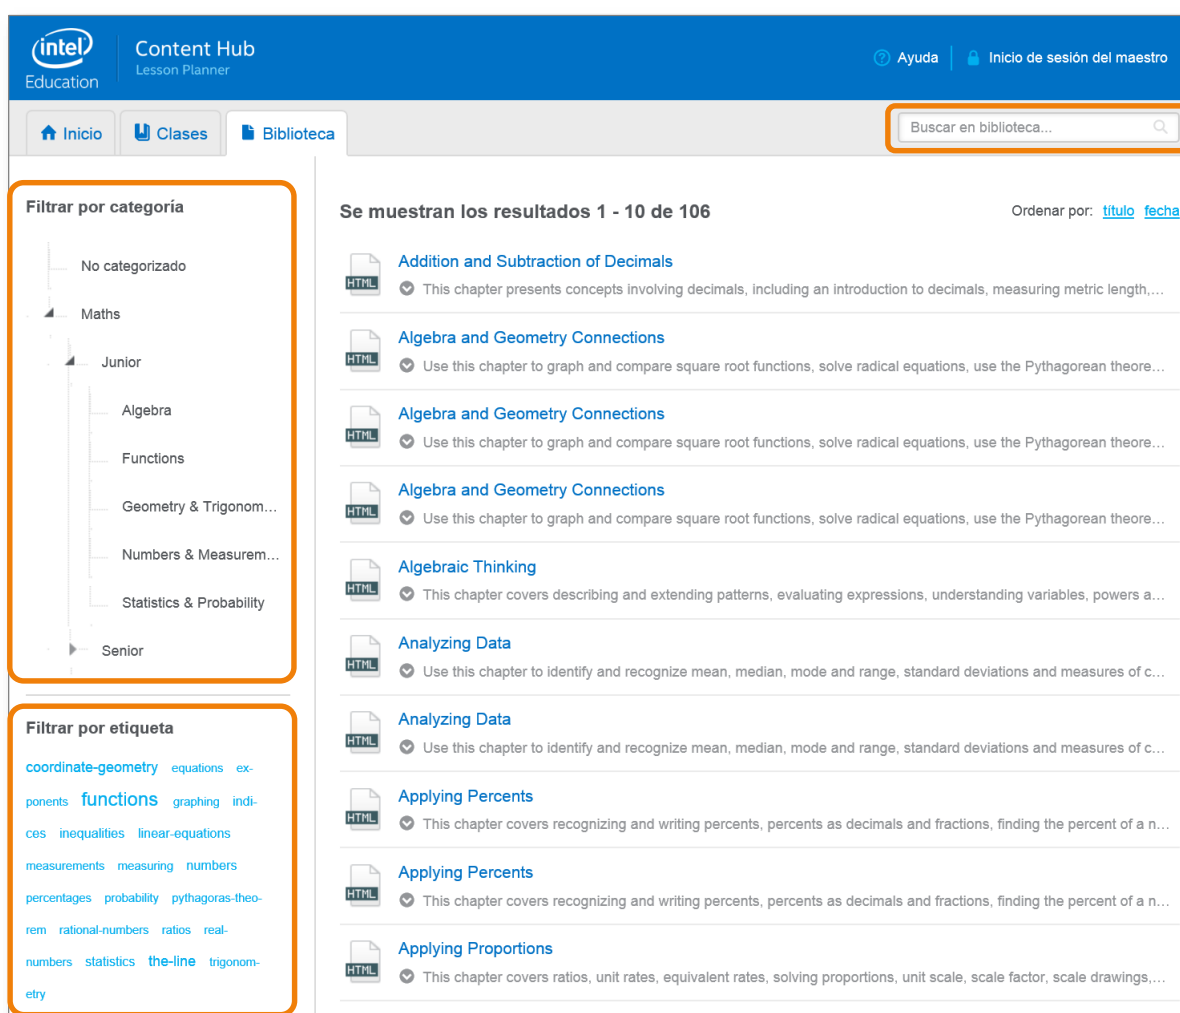 intel
Education
Content Hub
Lesson Planner
Ayuda
Inicio de sesión del maestro
Inicio
Clases
Biblioteca
Buscar en biblioteca...
Filtrar por categoría
No categorizado
Maths
Junior
Algebra
Functions
Geometry & Trigonom...
Numbers & Measurem...
Statistics & Probability
Senior
Filtrar por etiqueta
coordinate-geometry equations ex-
ponents functions graphing indi-
ces inequalities linear-equations
measurements measuring numbers
percentages probability pythagoras-theo-
rem rational-numbers ratios real-
numbers statistics the-line trigonom-
etry
Se muestran los resultados 1 - 10 de 106
Ordenar por: título fecha
HTML
Addition and Subtraction of Decimals
This chapter presents concepts involving decimals, including an introduction to decimals, measuring metric length,...
HTML
Algebra and Geometry Connections
Use this chapter to graph and compare square root functions, solve radical equations, use the Pythagorean theore...
HTML
Algebra and Geometry Connections
Use this chapter to graph and compare square root functions, solve radical equations, use the Pythagorean theore...
HTML
Algebra and Geometry Connections
Use this chapter to graph and compare square root functions, solve radical equations, use the Pythagorean theore...
HTML
Algebraic Thinking
This chapter covers describing and extending patterns, evaluating expressions, understanding variables, powers a...
HTML
Analyzing Data
Use this chapter to identify and recognize mean, median, mode and range, standard deviations and measures of c...
HTML
Analyzing Data
Use this chapter to identify and recognize mean, median, mode and range, standard deviations and measures of c...
HTML
Applying Percents
This chapter covers recognizing and writing percents, percents as decimals and fractions, finding the percent of a n...
HTML
Applying Percents
This chapter covers recognizing and writing percents, percents as decimals and fractions, finding the percent of a n...
HTML
Applying Proportions
This chapter covers ratios, unit rates, equivalent rates, solving proportions, unit scale, scale factor, scale drawings,...